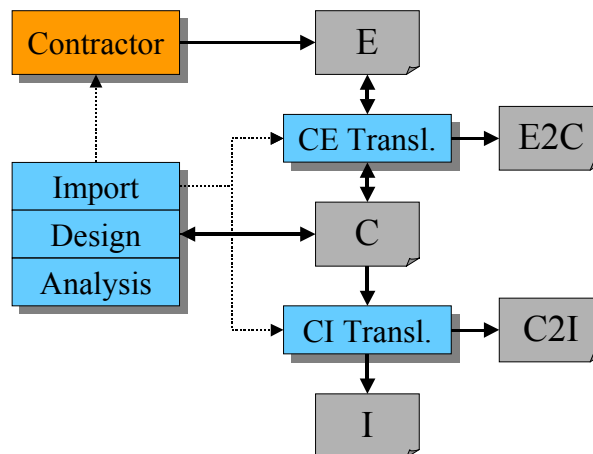 Contractor
E
CE Transl.
E2C
Import
Design
Analysis
C
CI Transl.
C2I
I